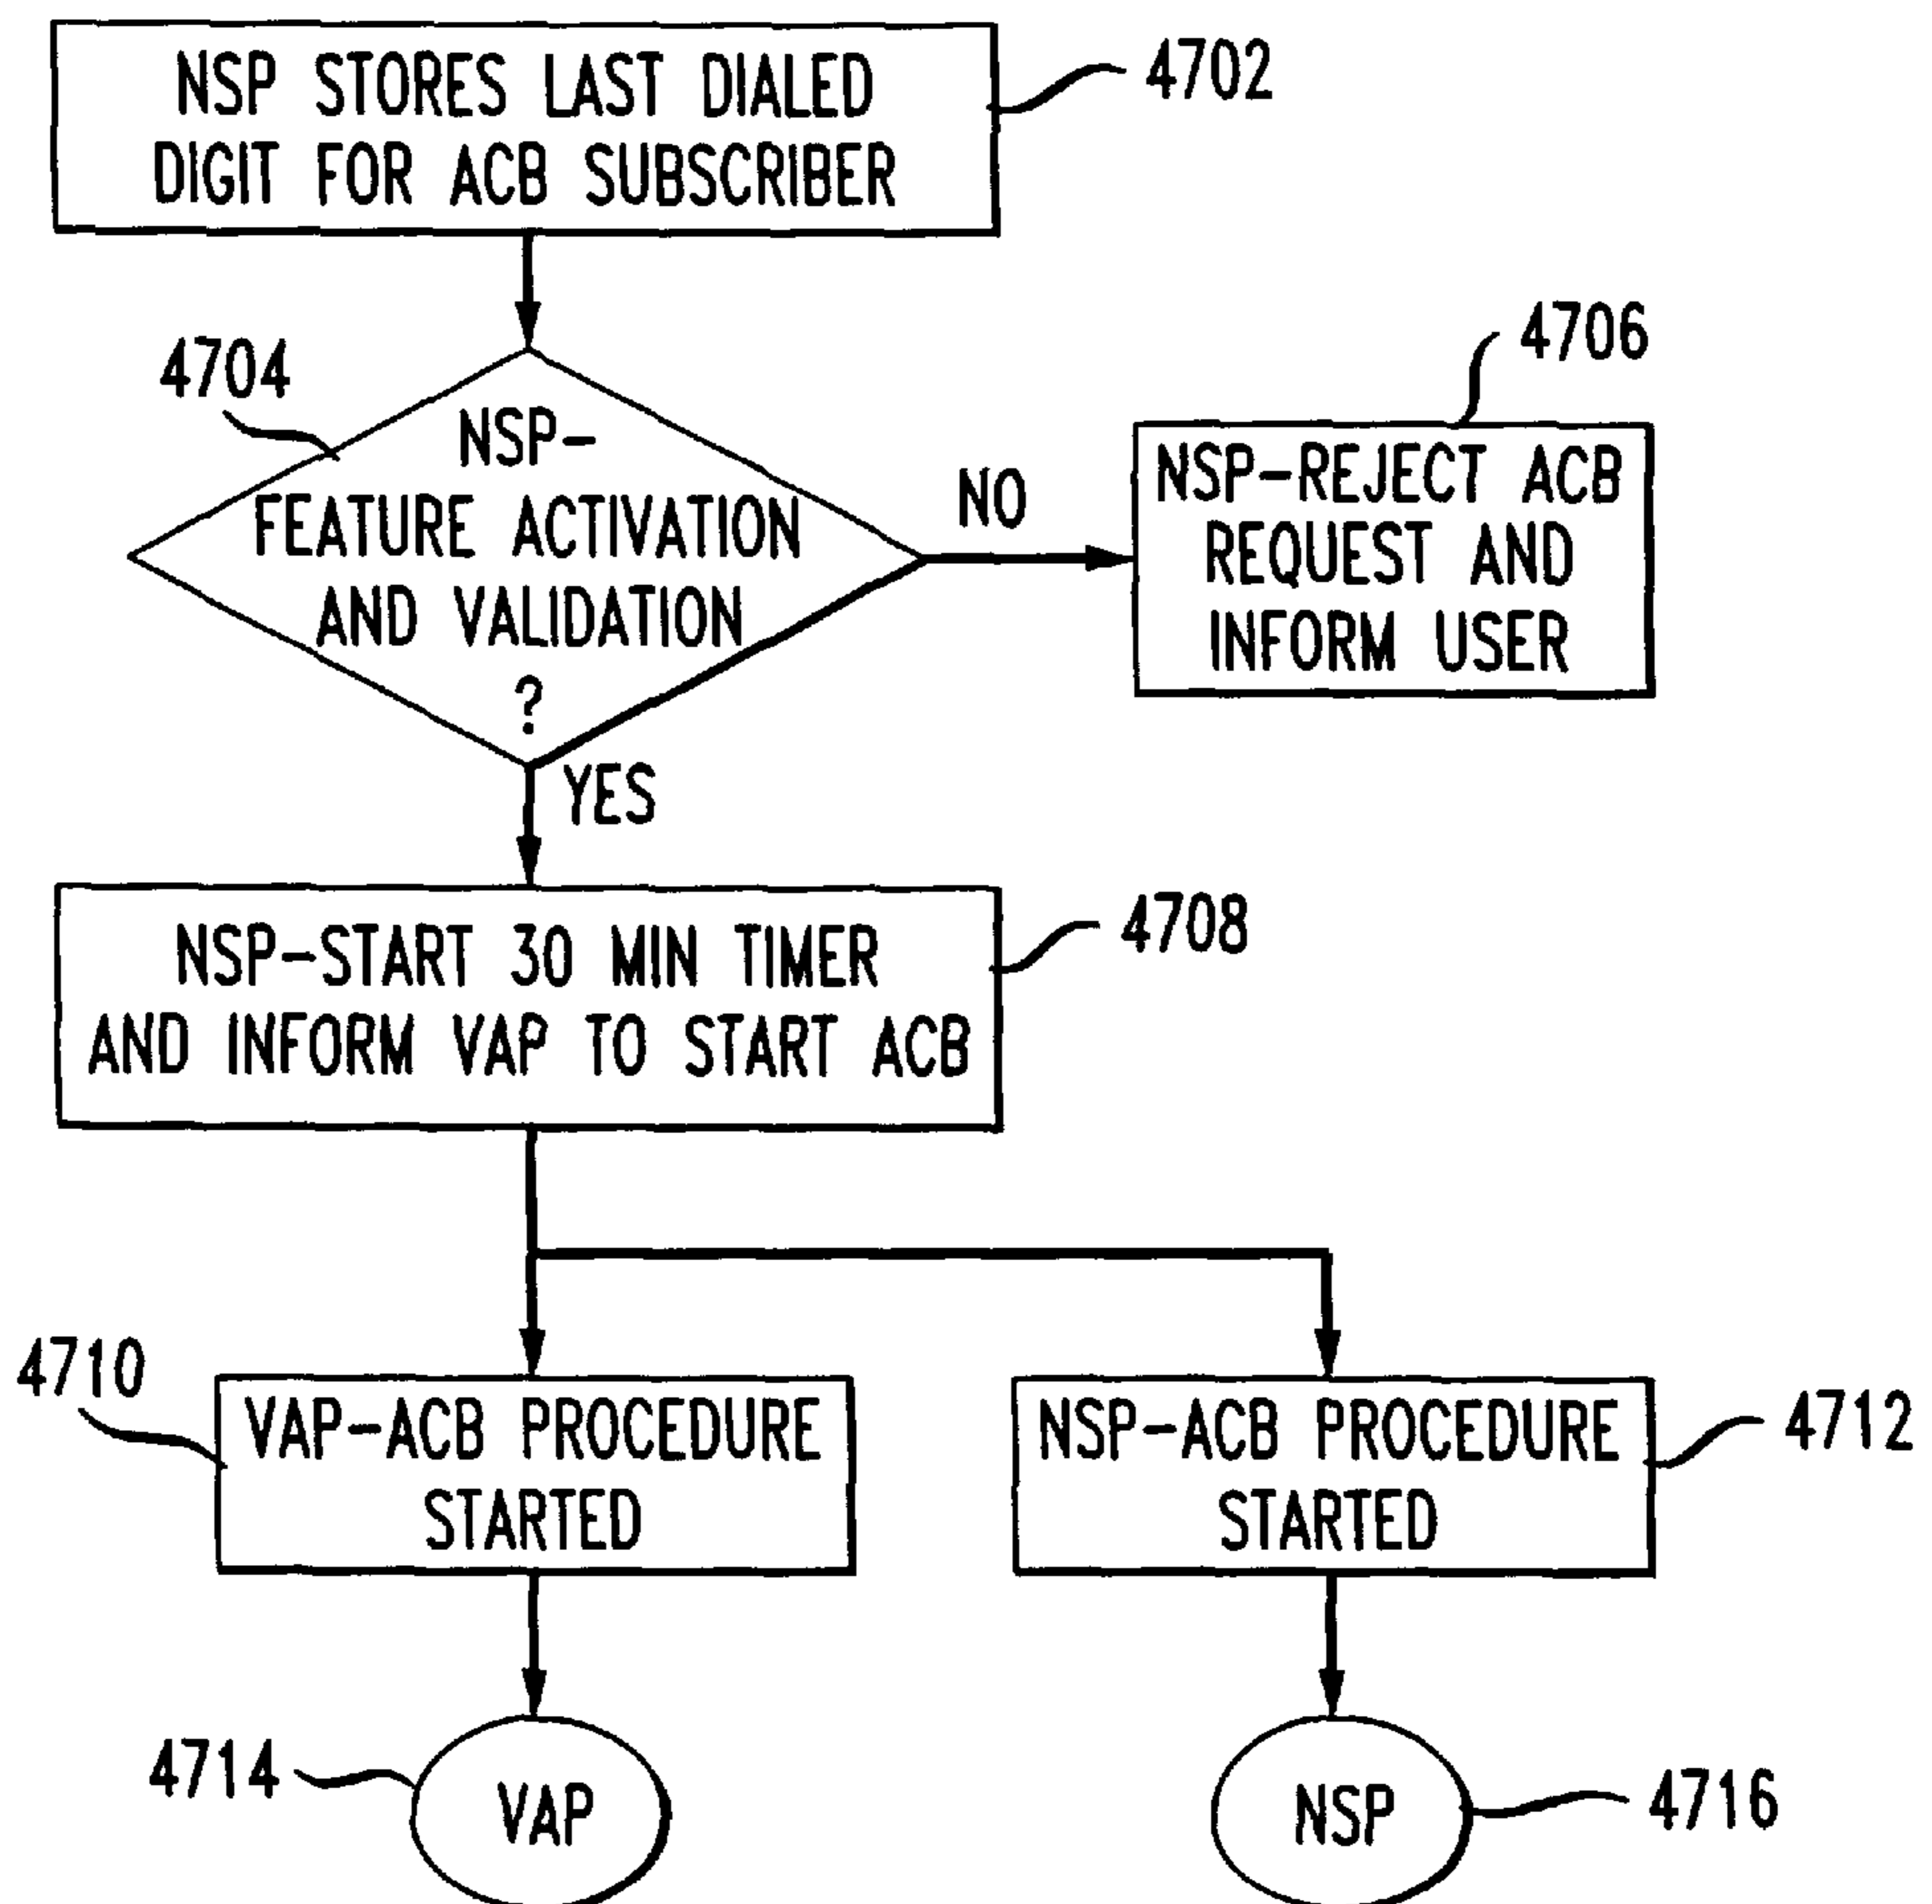 NSP STORES LAST DIALED
DIGIT FOR ACB SUBSCRIBER
4702
4704
NSP-
FEATURE ACTIVATION
AND VALIDATION
?
NO
4706
NSP-REJECT ACB
REQUEST AND
INFORM USER
YES
NSP-START 30 MIN TIMER
AND INFORM VAP TO START ACB
4708
4710
VAP-ACB PROCEDURE
STARTED
NSP-ACB PROCEDURE
STARTED
4712
4714
VAP
NSP
4716